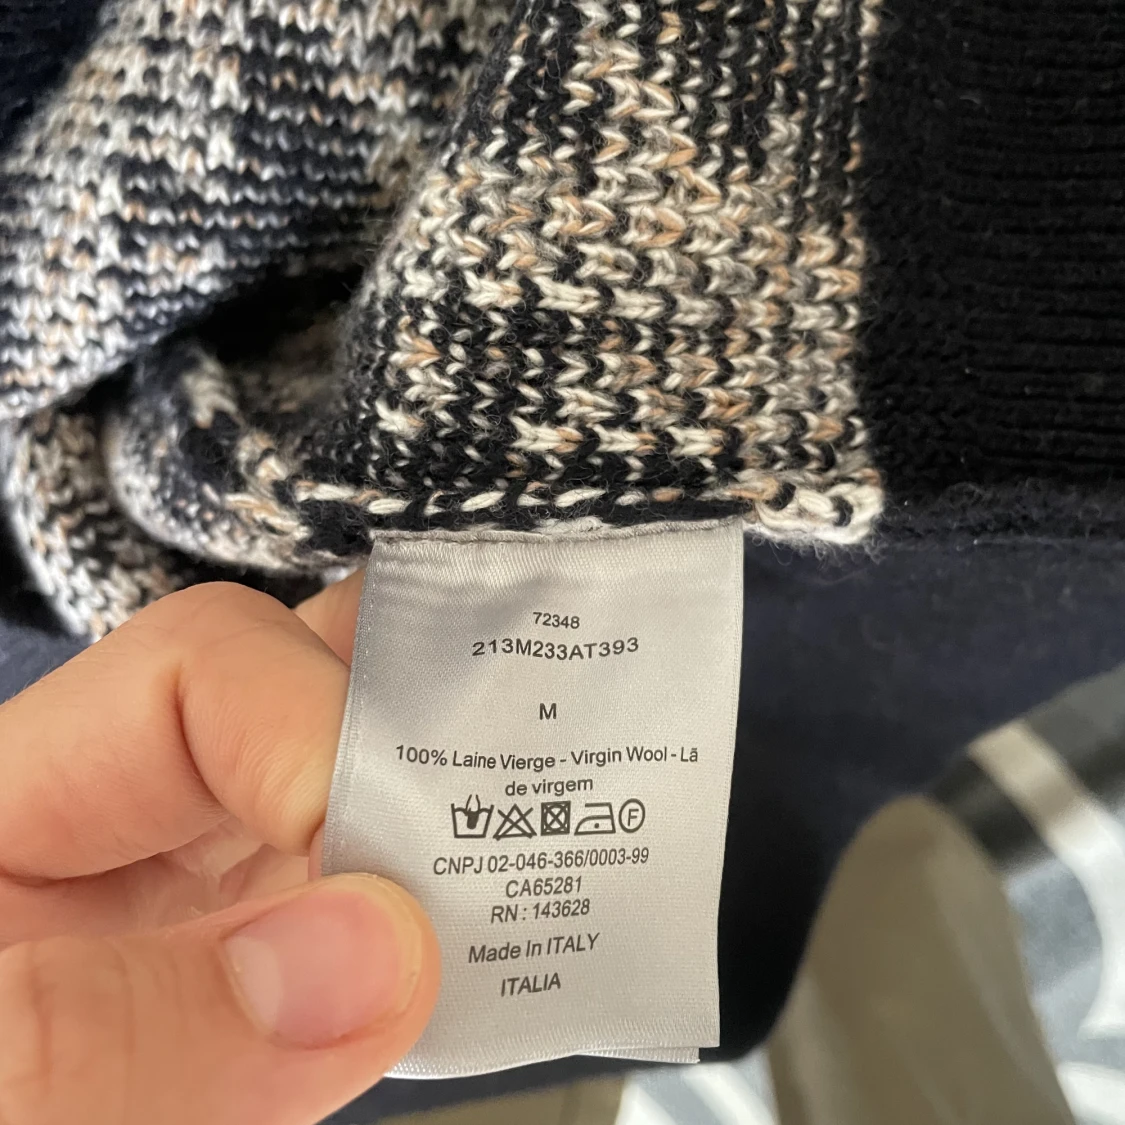 72348
213M233AT393
M
100% Laine Vierge - Virgin Wool - Lã
de virgem
F
CNPJ 02-046-366/0003-99
CA65281
RN : 143628
Made In ITALY
ITALIA